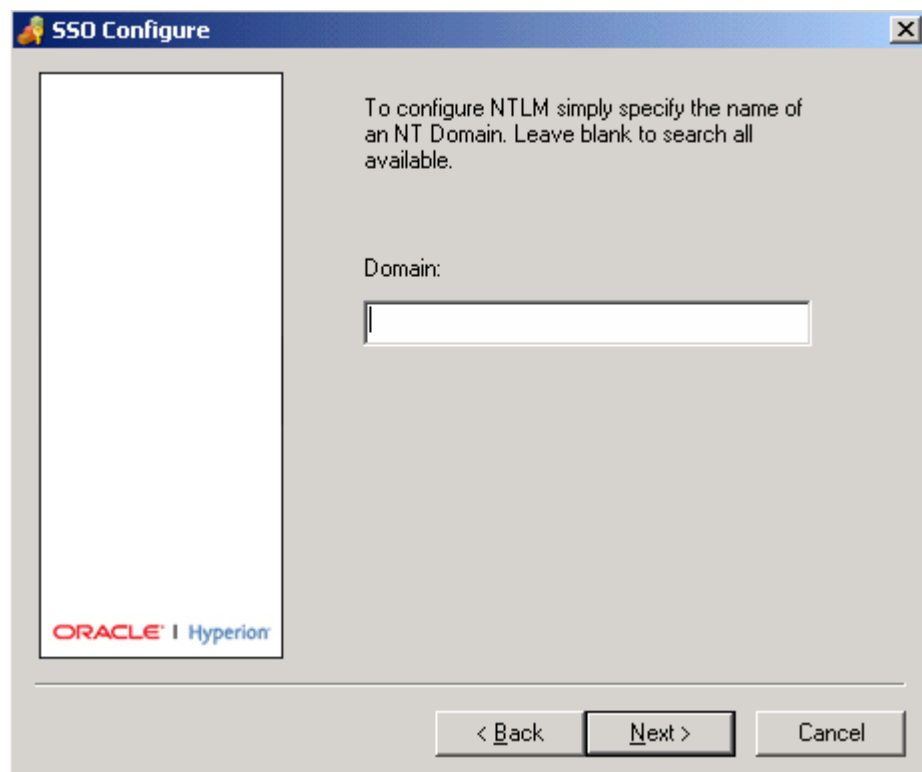 SSO Configure
To configure NTLM simply specify the name of
an NT Domain. Leave blank to search all
available.
Domain:
ORACLE® | Hyperion®
< Back
Next >
Cancel